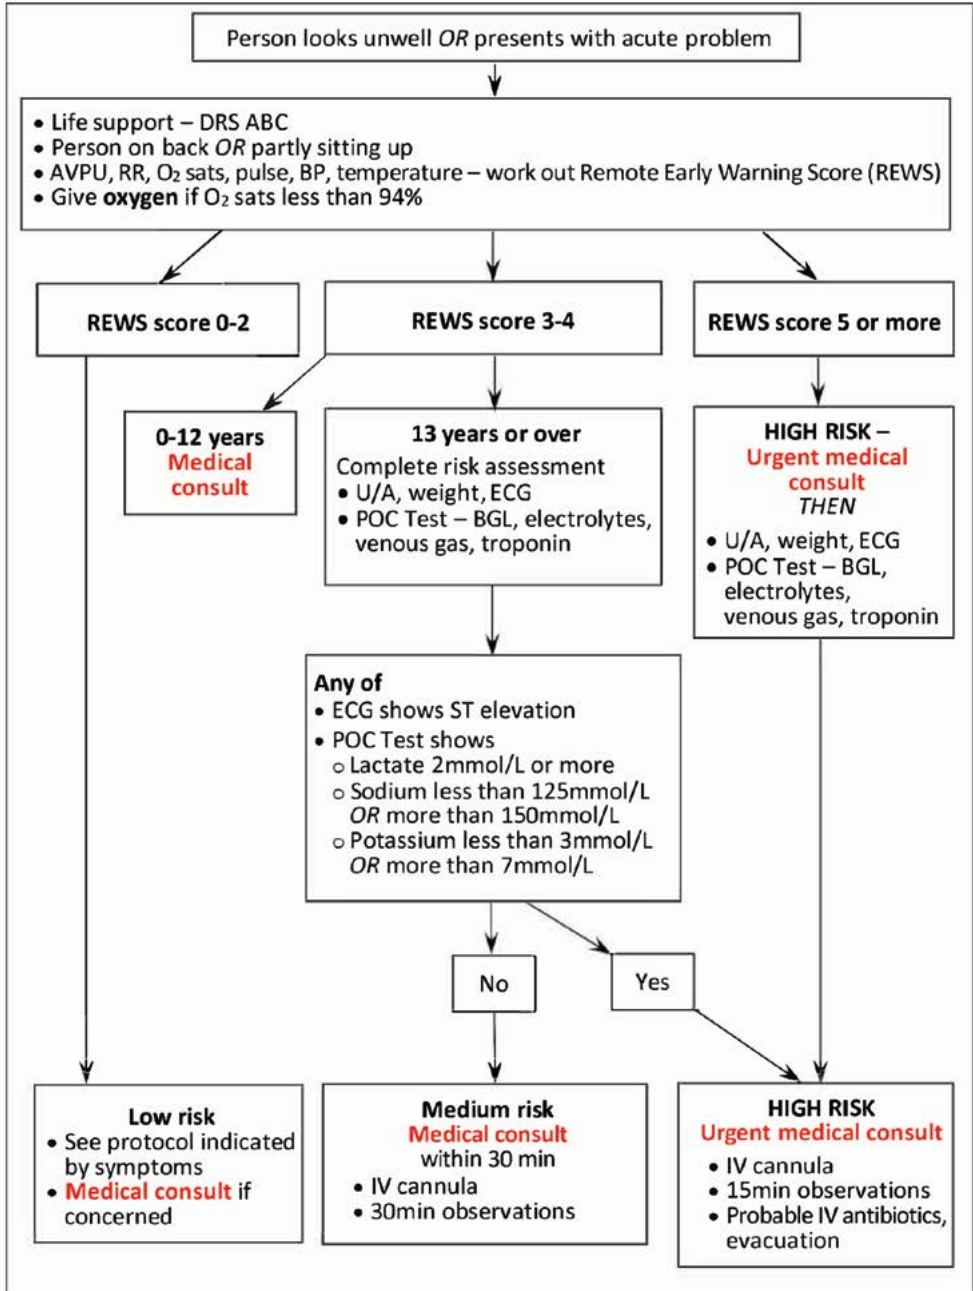 Person looks unwell OR presents with acute problem
• Life support – DRS ABC
• Person on back OR partly sitting up
• AVPU, RR, O₂ sats, pulse, BP, temperature – work out Remote Early Warning Score (REWS)
• Give oxygen if O₂ sats less than 94%
REWS score 0-2
REWS score 3-4
REWS score 5 or more
0-12 years
Medical
consult
13 years or over
Complete risk assessment
• U/A, weight, ECG
• POC Test – BGL, electrolytes,
venous gas, troponin
HIGH RISK –
Urgent medical
consult
THEN
• U/A, weight, ECG
• POC Test – BGL,
electrolytes,
venous gas, troponin
Any of
• ECG shows ST elevation
• POC Test shows
o Lactate 2mmol/L or more
o Sodium less than 125mmol/L
OR more than 150mmol/L
o Potassium less than 3mmol/L
OR more than 7mmol/L
No
Yes
Low risk
• See protocol indicated
by symptoms
• Medical consult if
concerned
Medium risk
Medical consult
within 30 min
• IV cannula
• 30min observations
HIGH RISK
Urgent medical consult
• IV cannula
• 15min observations
• Probable IV antibiotics,
evacuation